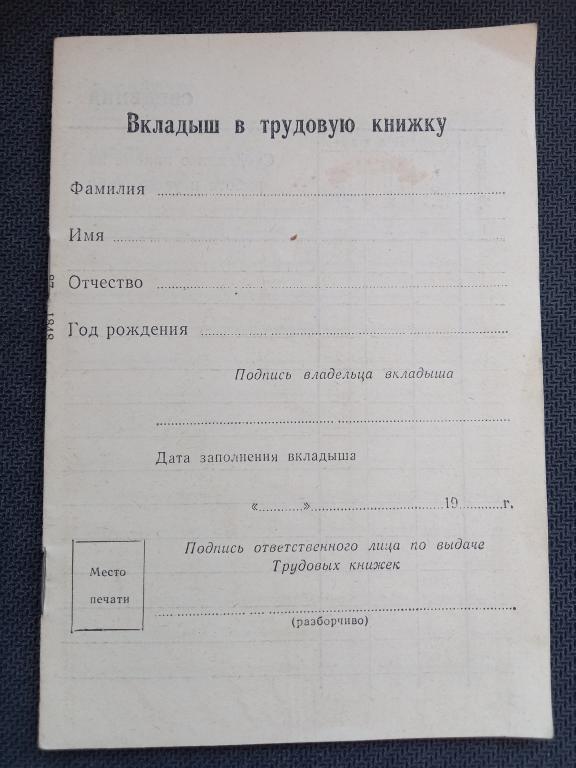 Вкладыш в трудовую книжку
Фамилия
Имя
Отчество
Год рождения
Подпись владельца вкладыша
Дата заполнения вкладыша
« » 19 г.
Подпись ответственного лица по выдаче
Трудовых книжек
Место
печати
(разборчиво)